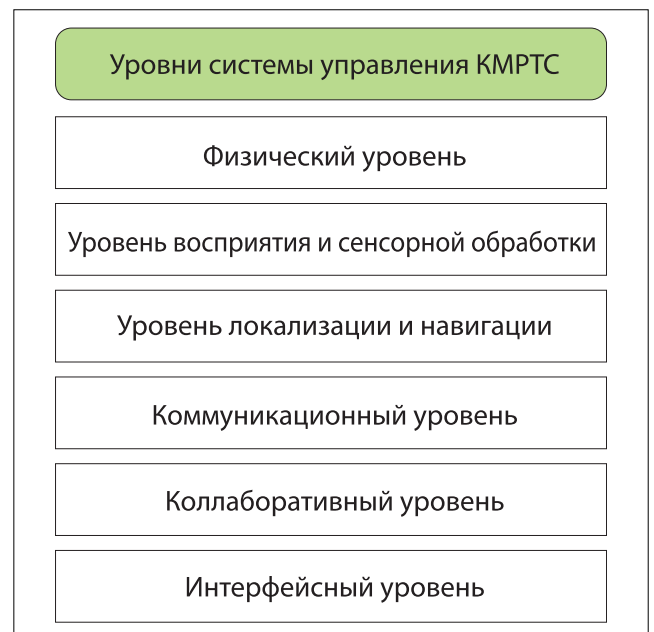 Уровни системы управления КМРТС
Физический уровень
Уровень восприятия и сенсорной обработки
Уровень локализации и навигации
Коммуникационный уровень
Коллаборативный уровень
Интерфейсный уровень